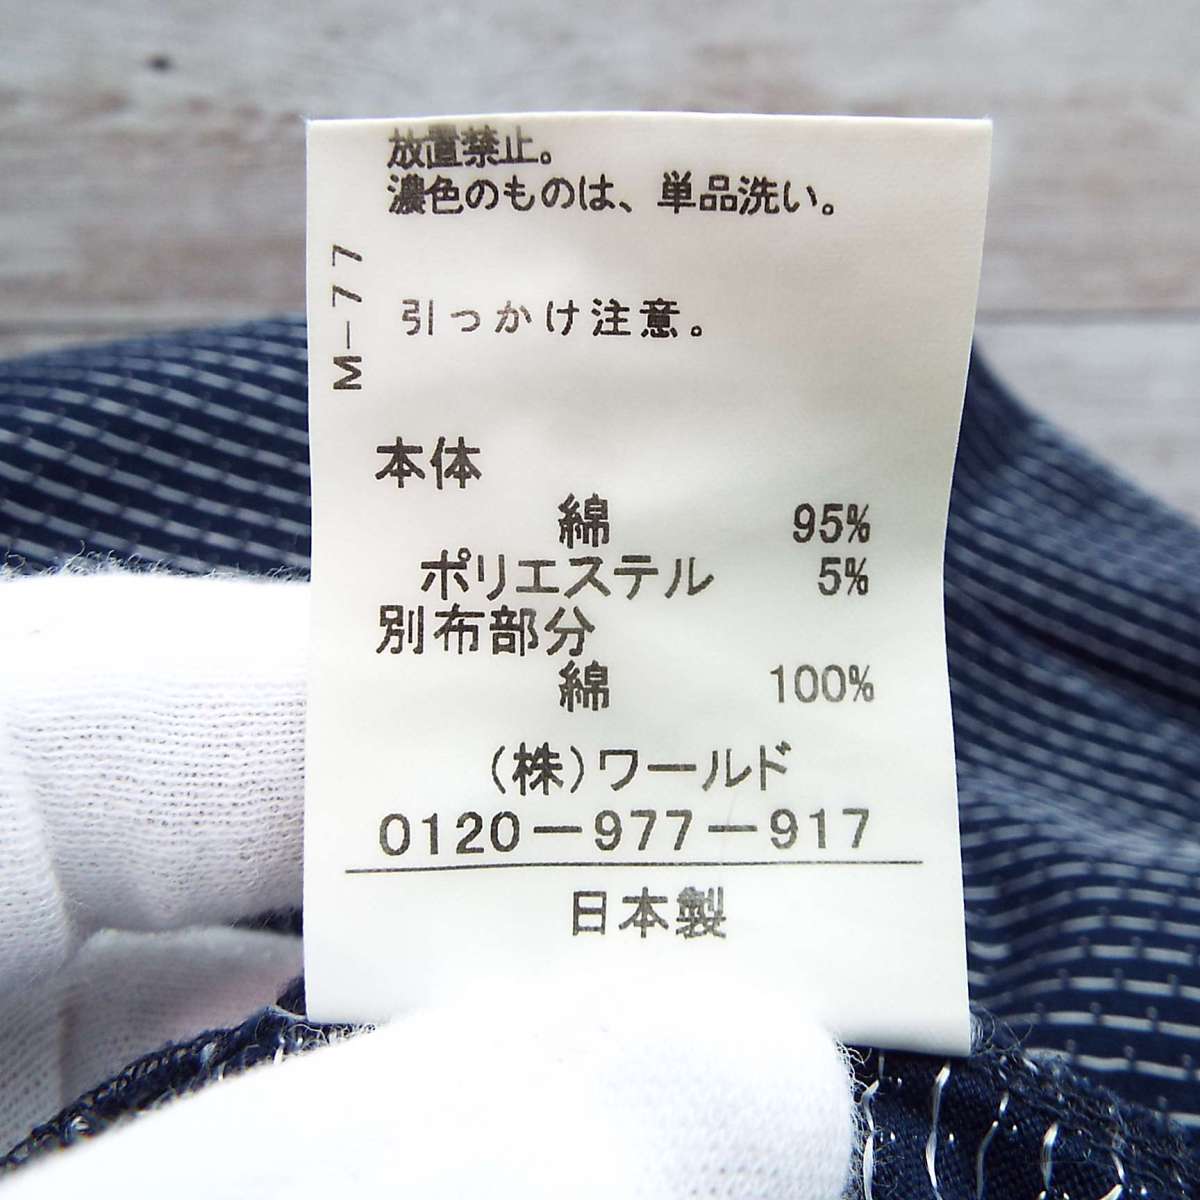 放置禁止。
濃色のものは、単品洗い。
M-77
引っかけ注意。
本体
綿 95%
ポリエステル 5%
別布部分
綿 100%
(株)ワールド
0120-977-917
日本製